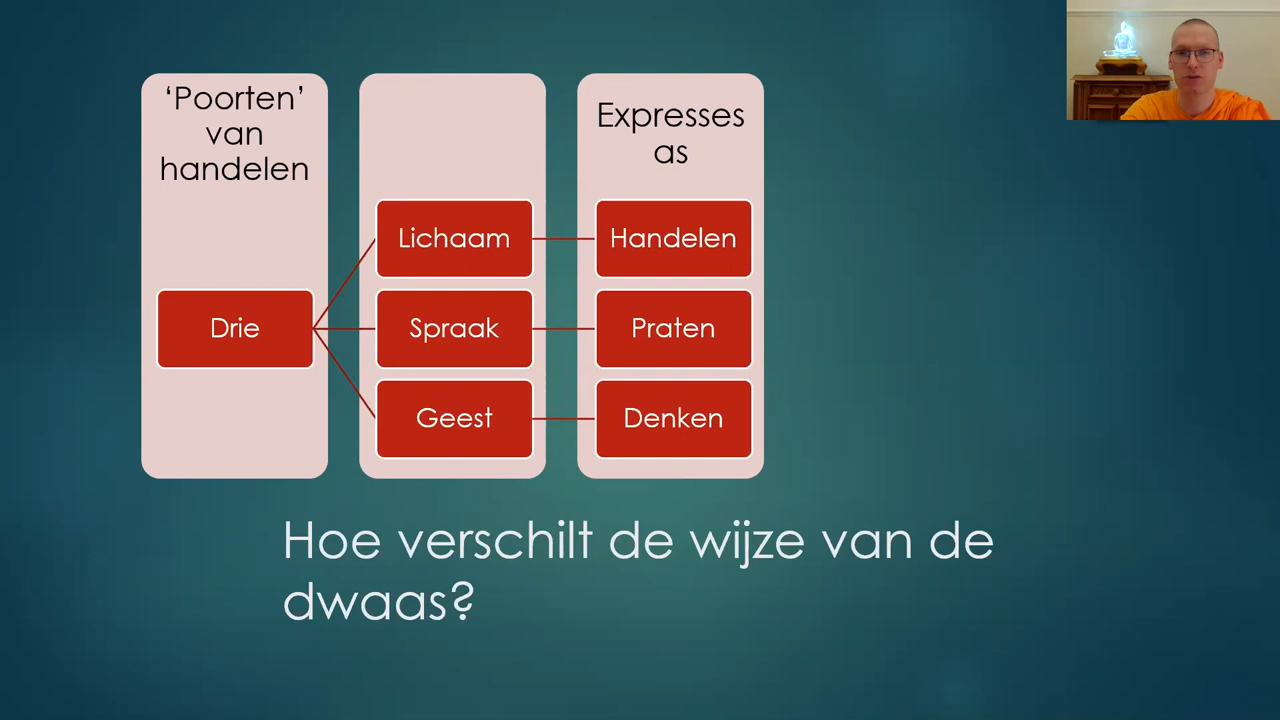 ‘Poorten’
van
handelen
Expresses
as
Lichaam
Handelen
Drie
Spraak
Praten
Geest
Denken
Hoe verschilt de wijze van de
dwaas?